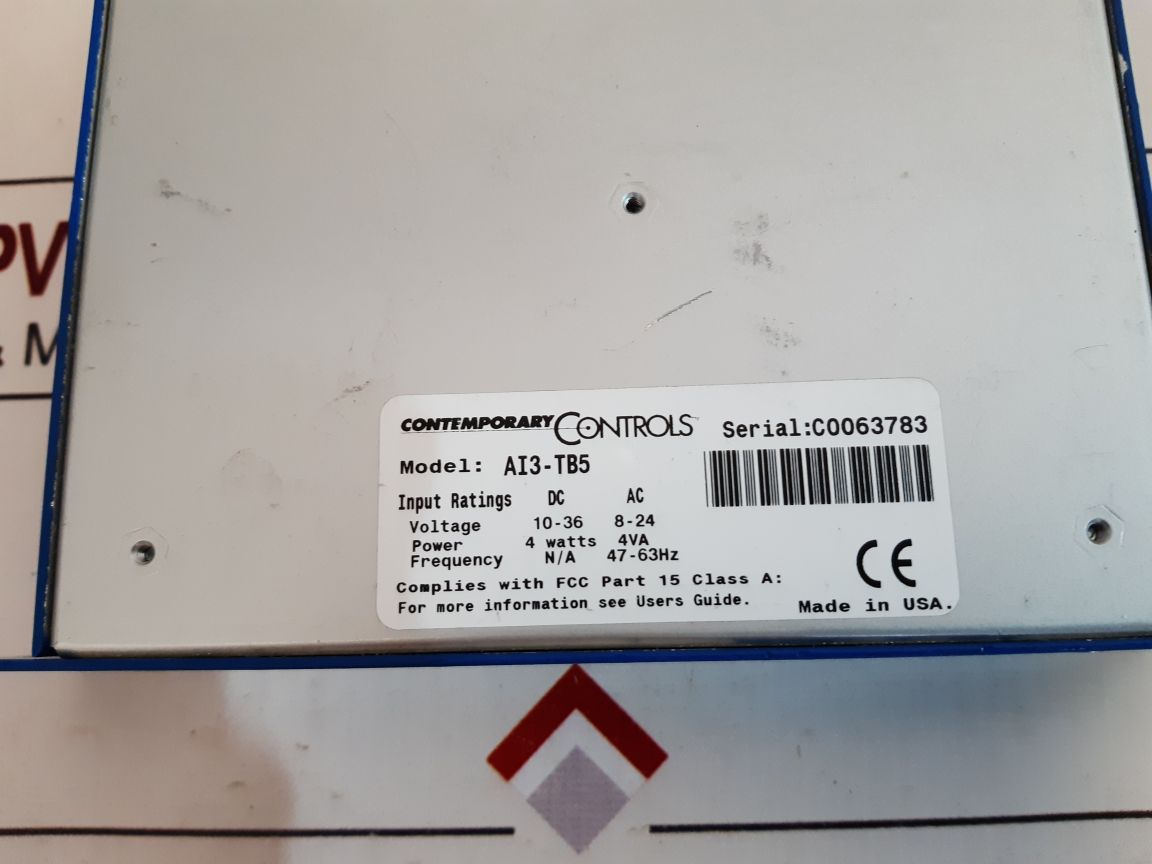 PV
& M
CONTEMPORARY CONTROLS™ Serial:C0063783
Model: AI3-TB5
Input Ratings DC AC
Voltage 10-36 8-24
Power 4 watts 4VA
Frequency N/A 47-63Hz
Complies with FCC Part 15 Class A:
For more information see Users Guide.
CE
Made in USA.